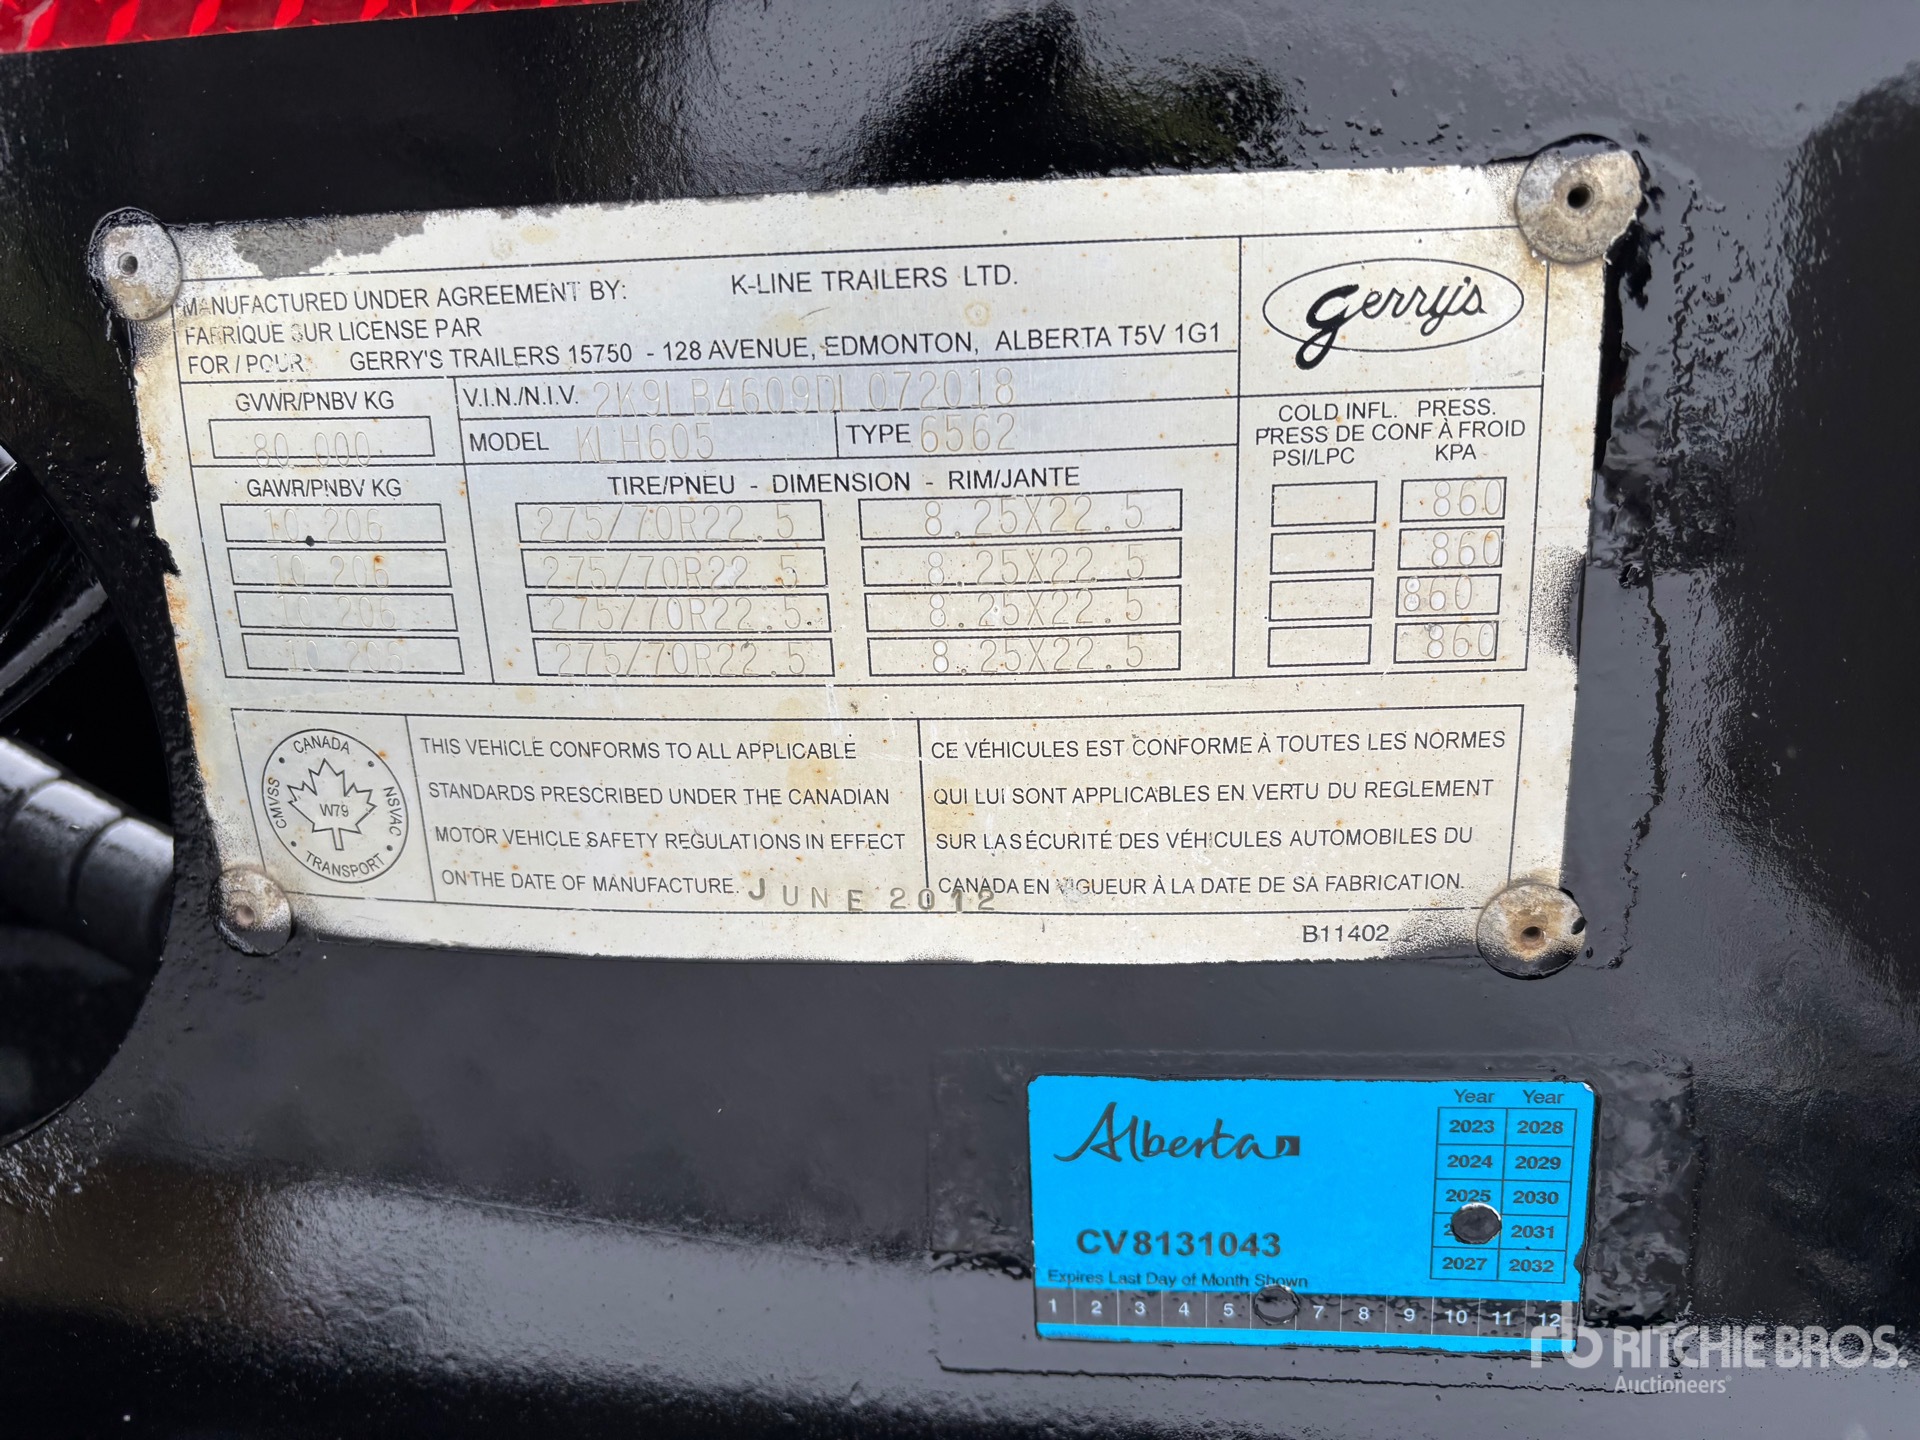 MANUFACTURED UNDER AGREEMENT BY: K-LINE TRAILERS LTD.
FABRIQUE SUR LICENSE PAR
FOR / POUR: GERRY'S TRAILERS 15750 - 128 AVENUE, EDMONTON, ALBERTA T5V 1G1
Gerry's
GVWR/PNBV KG
80 000
V.I.N./N.I.V. 2K9LB4609DL072018
MODEL KLH605 TYPE 6562
COLD INFL. PRESS.
PRESS DE CONF À FROID
PSI/LPC KPA
GAWR/PNBV KG TIRE/PNEU - DIMENSION - RIM/JANTE
10 206 275/70R22.5 8.25X22.5 860
10 206 275/70R22.5 8.25X22.5 860
10 206 275/70R22.5 8.25X22.5 860
10 206 275/70R22.5 8.25X22.5 860
CANADA
CMVSS
NSVAC
W79
TRANSPORT
THIS VEHICLE CONFORMS TO ALL APPLICABLE
STANDARDS PRESCRIBED UNDER THE CANADIAN
MOTOR VEHICLE SAFETY REGULATIONS IN EFFECT
ON THE DATE OF MANUFACTURE. JUNE 2012
CE VÉHICULES EST CONFORME À TOUTES LES NORMES
QUI LUI SONT APPLICABLES EN VERTU DU REGLEMENT
SUR LA SÉCURITÉ DES VÉHICULES AUTOMOBILES DU
CANADA EN VIGUEUR À LA DATE DE SA FABRICATION.
B11402
Alberta
Year Year
2023 2028
2024 2029
2025 2030
2031
2027 2032
CV8131043
Expires Last Day of Month Shown
1 2 3 4 5 7 8 9 10 11 12
RITCHIE BROS.
Auctioneers